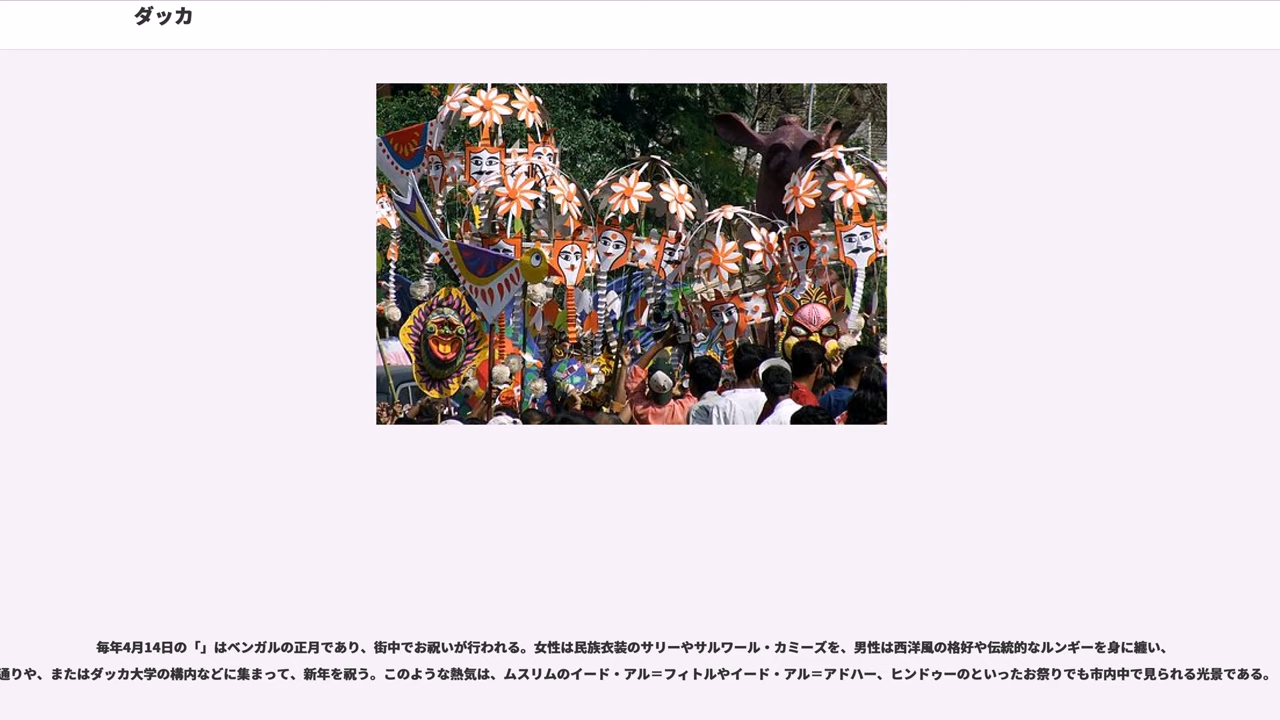 ダッカ
毎年4月14日の「」はベンガルの正月であり、街中でお祝いが行われる。女性は民族衣装のサリーやサルワール・カミーズを、男性は西洋風の格好や伝統的なルンギーを身に纏い、
通りや、またはダッカ大学の構内などに集まって、新年を祝う。このような熱気は、ムスリムのイード・アル＝フィトルやイード・アル＝アドハー、ヒンドゥーのといったお祭りでも市内中で見られる光景である。